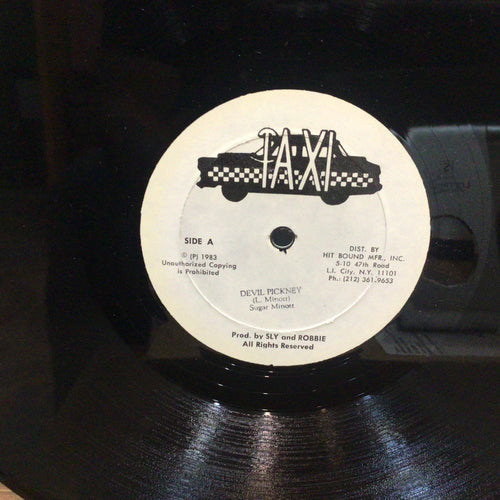 TAXI
SIDE A
© (P) 1983
Unauthorized Copying
is Prohibited
DIST. BY
HIT BOUND MFR., INC.
5-10 47th Road
L.I. City, N.Y. 11101
Ph.: (212) 361-9653
DEVIL PICKNEY
(L. Minott)
Sugar Minott
Prod. by SLY and ROBBIE
All Rights Reserved